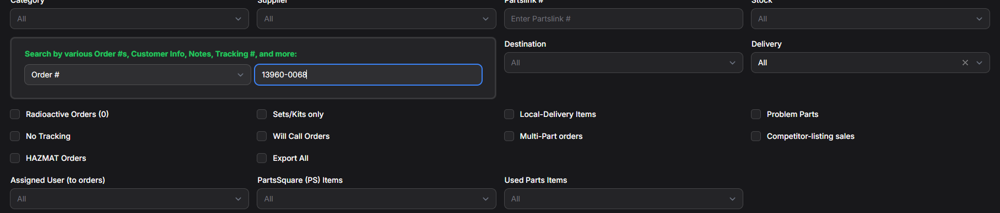 Category Supplier Partslink # Stock
All All Enter Partslink # All
Search by various Order #s, Customer Info, Notes, Tracking #, and more:
Order # 13960-0068
Destination Delivery
All All
Radioactive Orders (0) Sets/Kits only Local-Delivery Items Problem Parts
No Tracking Will Call Orders Multi-Part orders Competitor-listing sales
HAZMAT Orders Export All
Assigned User (to orders) PartsSquare (PS) Items Used Parts Items
All All All